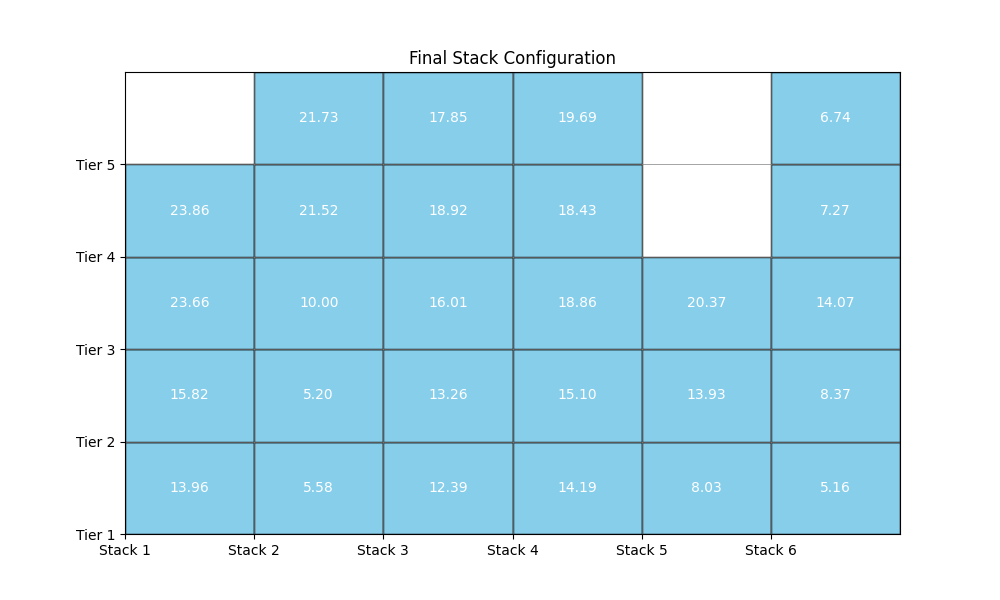 Final Stack Configuration
21.73 17.85 19.69 6.74
Tier 5
23.86 21.52 18.92 18.43 7.27
Tier 4
23.66 10.00 16.01 18.86 20.37 14.07
Tier 3
15.82 5.20 13.26 15.10 13.93 8.37
Tier 2
13.96 5.58 12.39 14.19 8.03 5.16
Tier 1
Stack 1 Stack 2 Stack 3 Stack 4 Stack 5 Stack 6